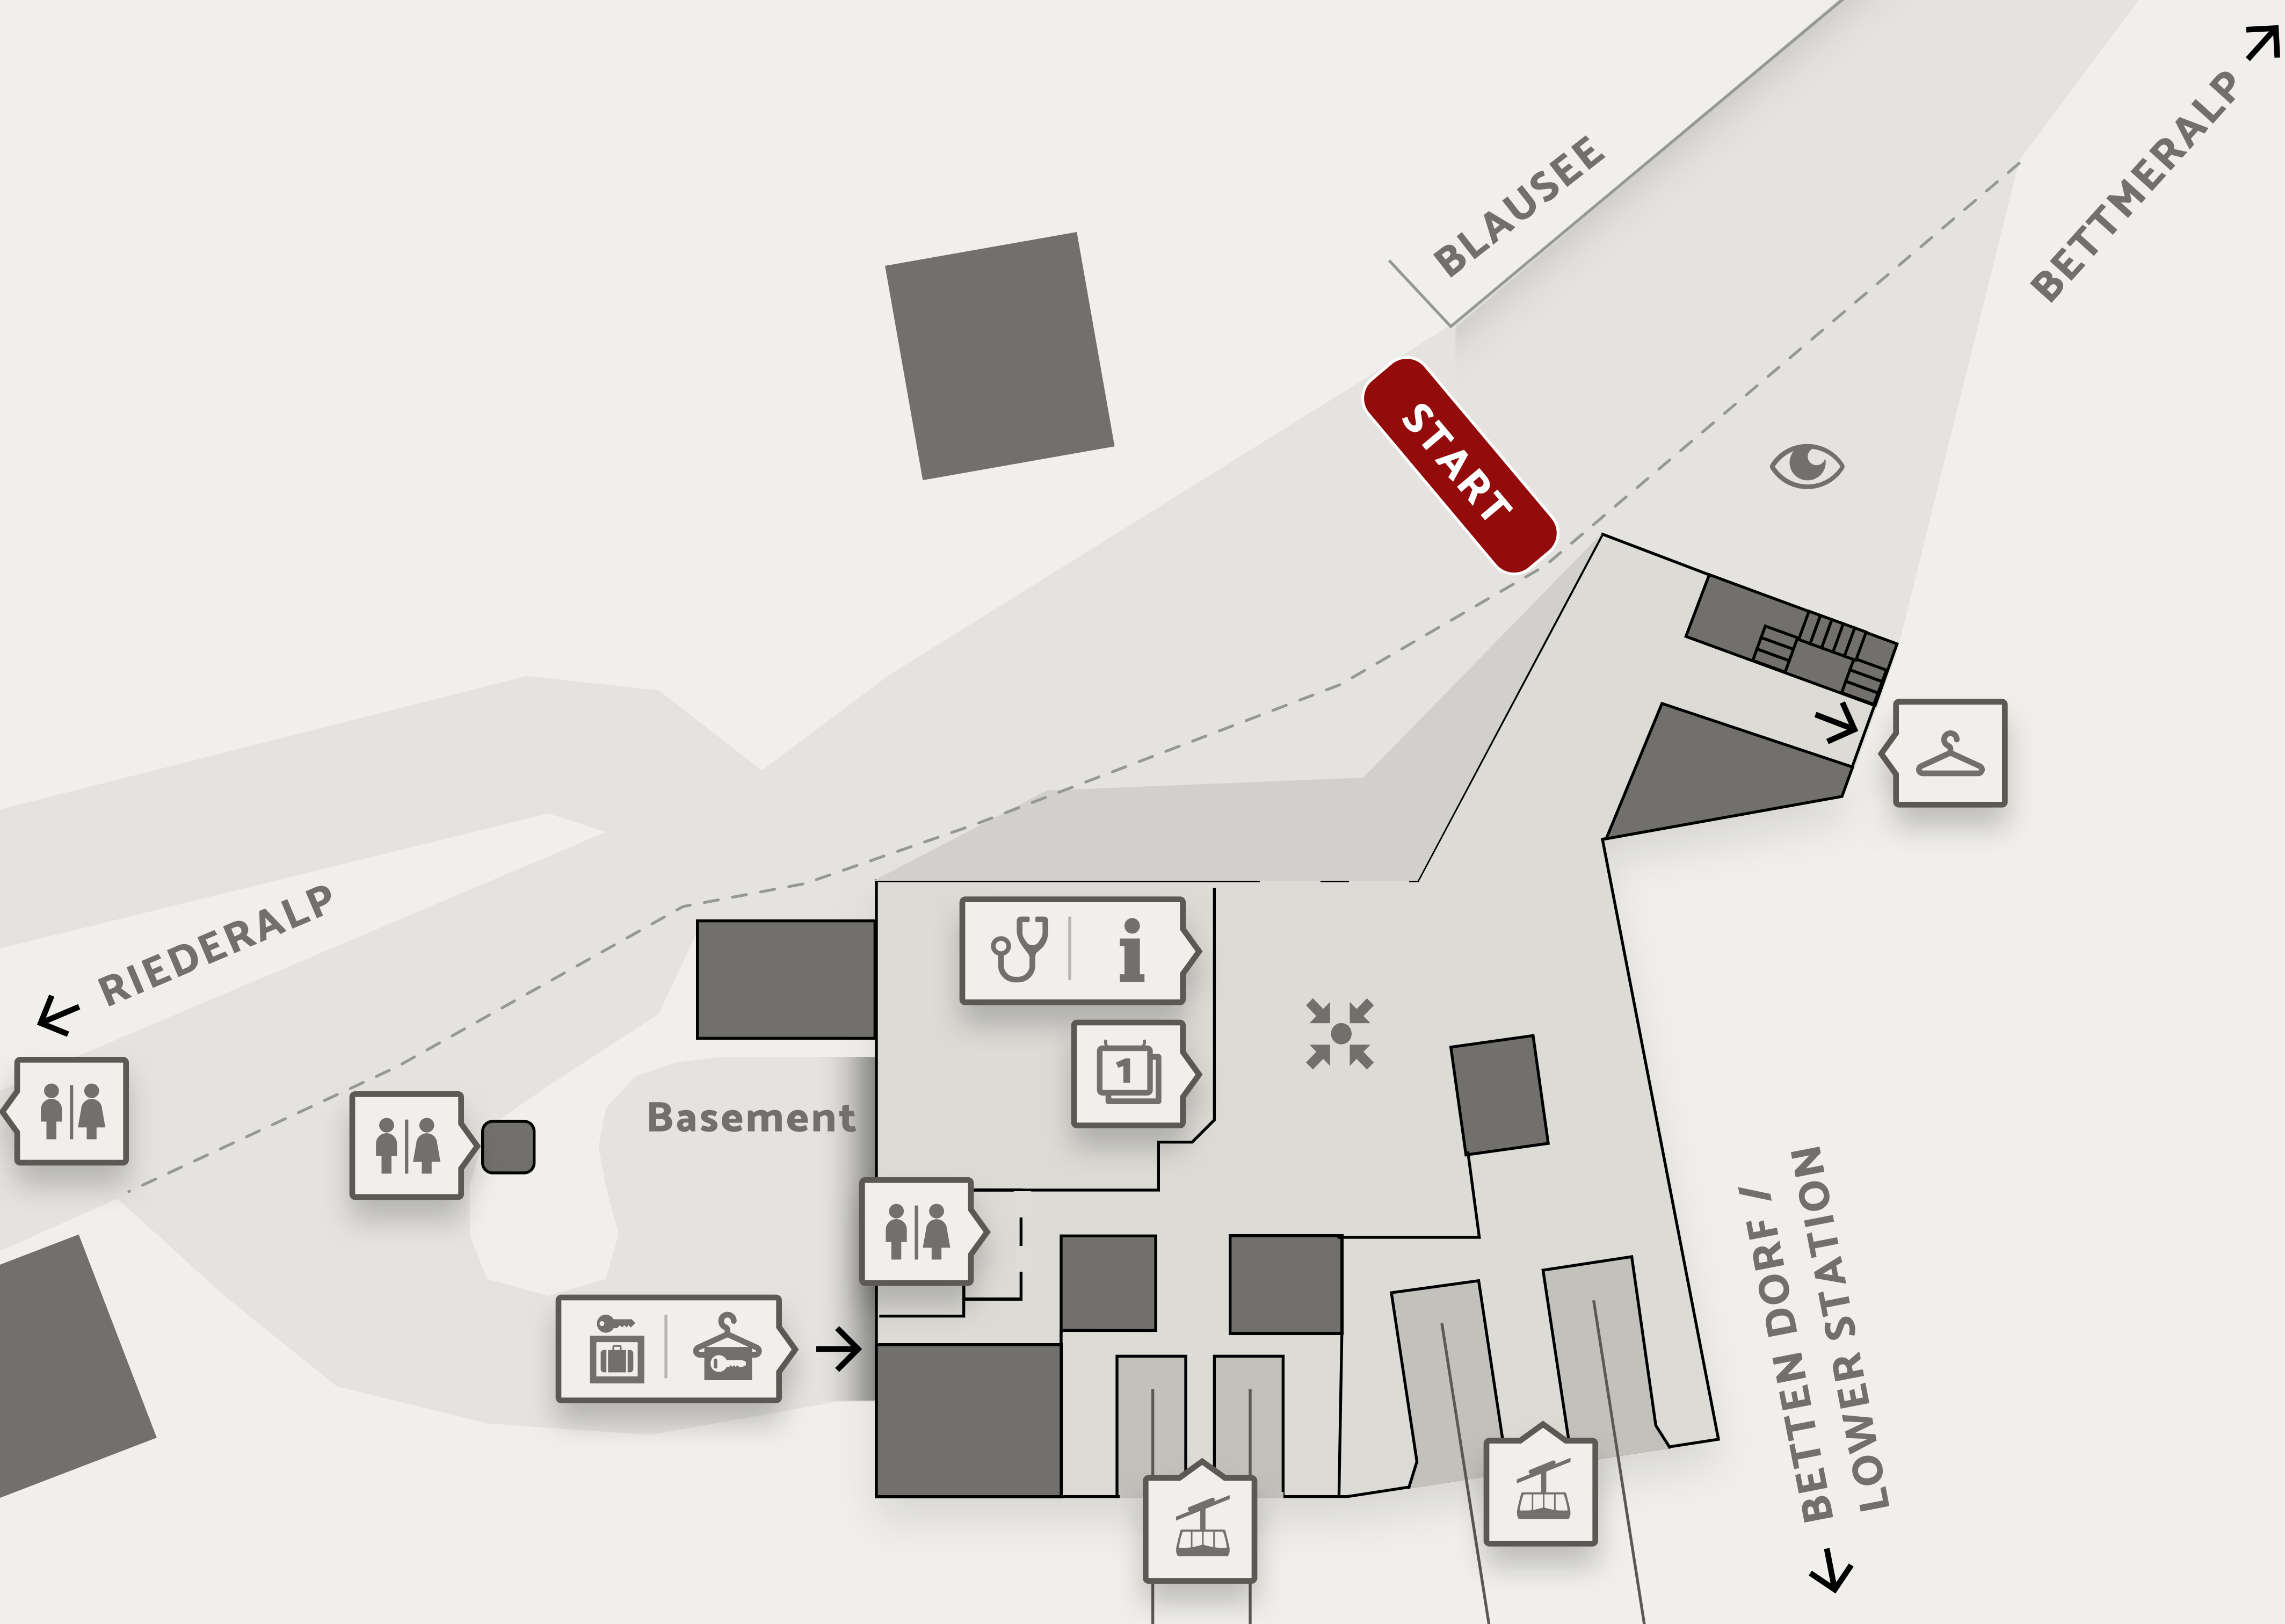 BLAUSEE
BETTMERALP
START
RIEDERALP
1
Basement
BETTEN DORF /
LOWER STATION